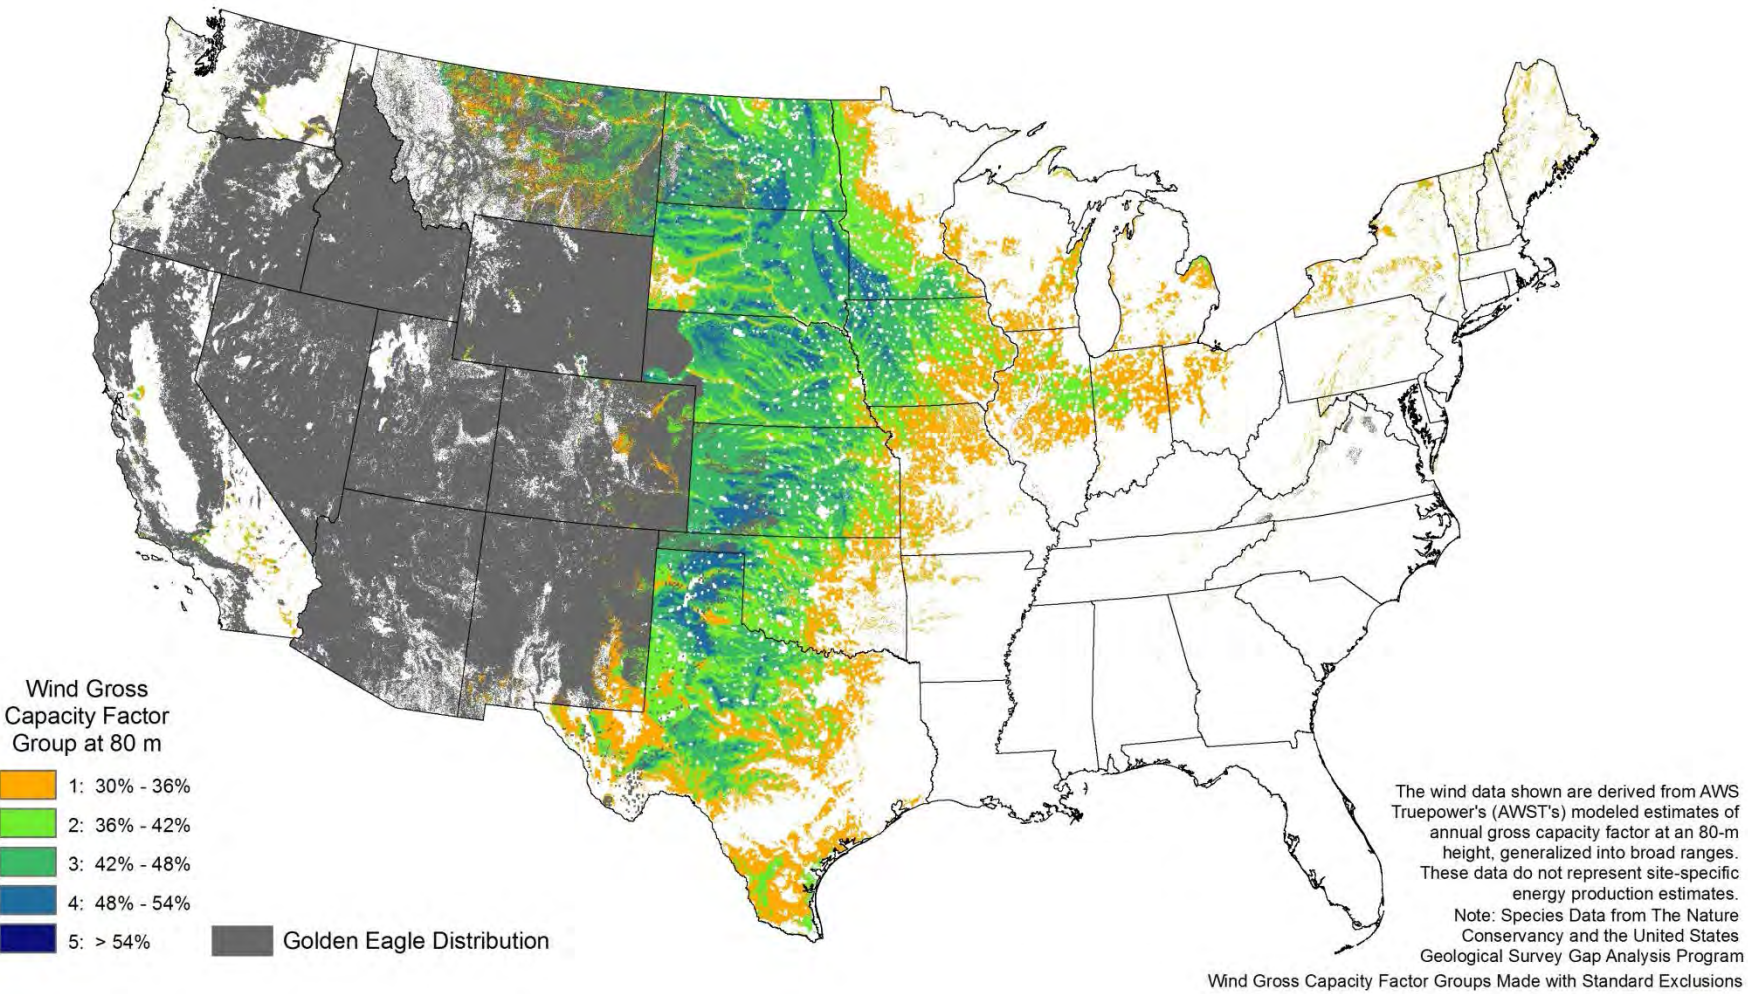 Wind Gross
Capacity Factor
Group at 80 m
1: 30% - 36%
2: 36% - 42%
3: 42% - 48%
4: 48% - 54%
5: > 54%
Golden Eagle Distribution
The wind data shown are derived from AWS
Truepower's (AWST's) modeled estimates of
annual gross capacity factor at an 80-m
height, generalized into broad ranges.
These data do not represent site-specific
energy production estimates.
Note: Species Data from The Nature
Conservancy and the United States
Geological Survey Gap Analysis Program
Wind Gross Capacity Factor Groups Made with Standard Exclusions